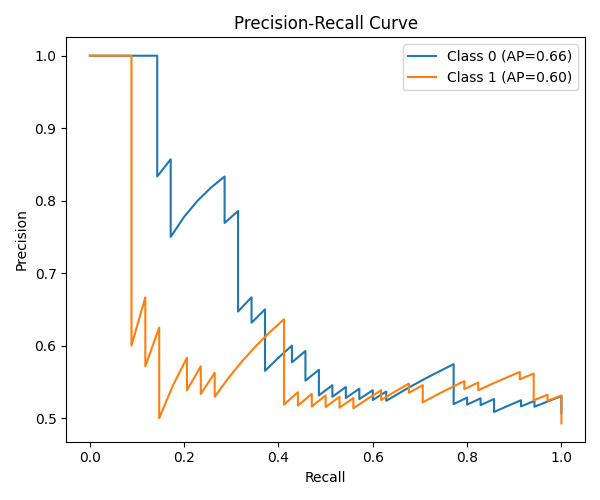 Precision-Recall Curve
Class 0 (AP=0.66)
Class 1 (AP=0.60)
Precision
1.0
0.9
0.8
0.7
0.6
0.5
0.0 0.2 0.4 0.6 0.8 1.0
Recall